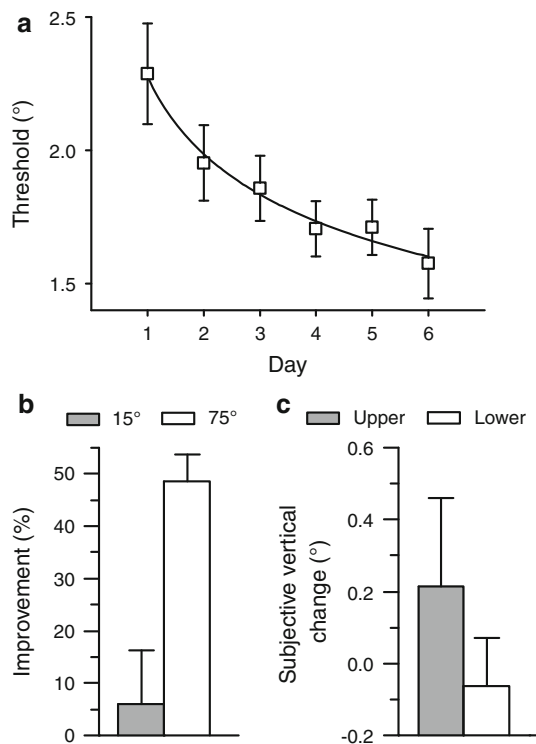 a
2.5
2.0
1.5
Threshold (°)
1 2 3 4 5 6
Day
b
15° 75°
50
40
30
20
10
0
Improvement (%)
c
Upper Lower
0.6
0.4
0.2
0.0
-0.2
Subjective vertical
change (°)